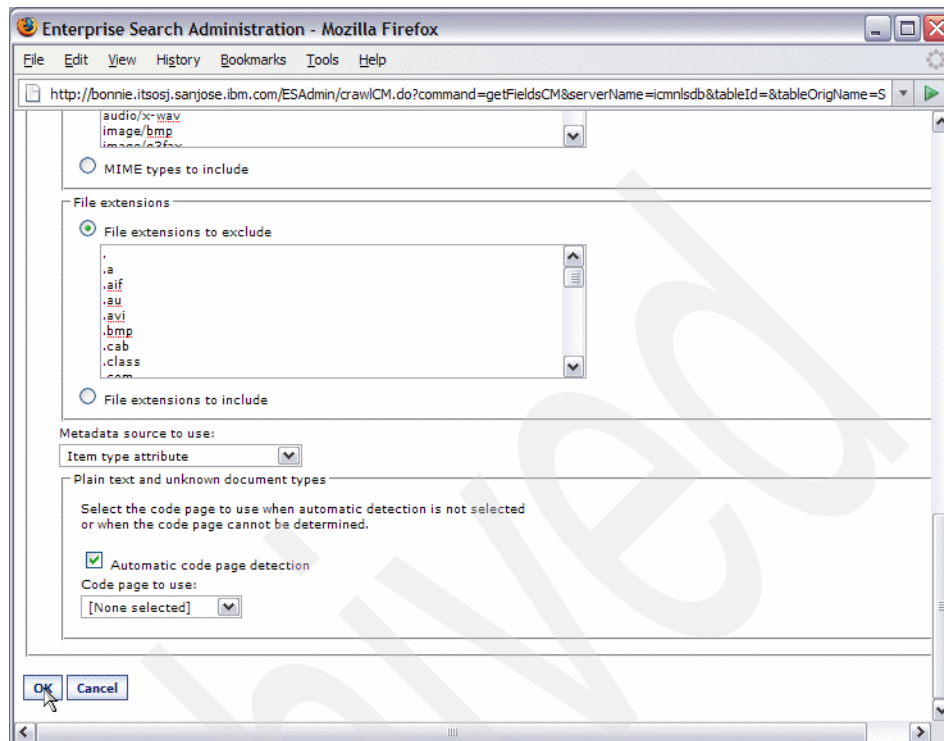 Enterprise Search Administration - Mozilla Firefox
File Edit View History Bookmarks Tools Help
http://bonnie.itsosj.sanjose.ibm.com/ESAdmin/crawlCM.do?command=getFieldsCM&serverName=icmnlsdb&tableId=&tableOrigName=S
audio/x-wav
image/bmp
image/g3fax
MIME types to include
File extensions
File extensions to exclude
.
.a
.aif
.au
.avi
.bmp
.cab
.class
.com
File extensions to include
Metadata source to use:
Item type attribute
Plain text and unknown document types
Select the code page to use when automatic detection is not selected
or when the code page cannot be determined.
Automatic code page detection
Code page to use:
[None selected]
OK Cancel
hived